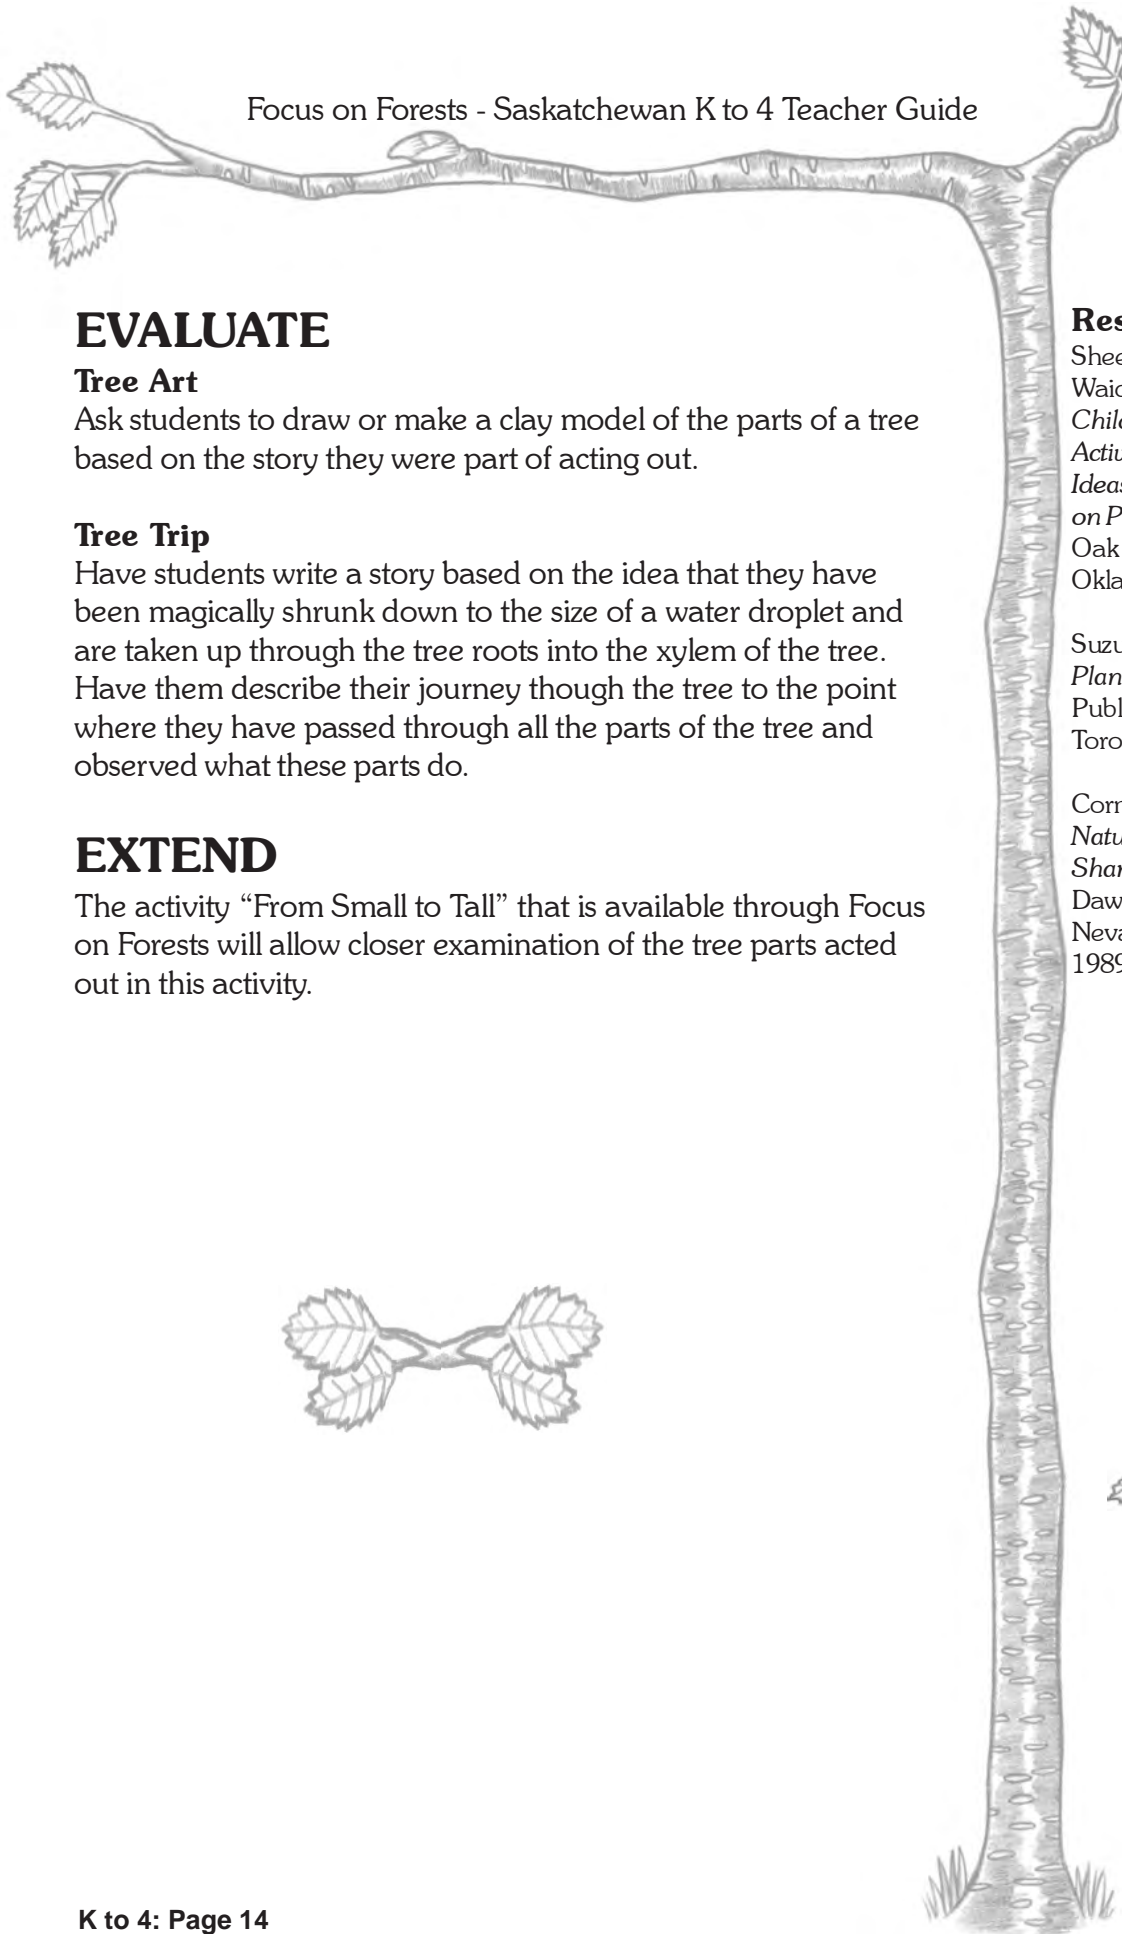 Focus on Forests - Saskatchewan K to 4 Teacher Guide
EVALUATE
Tree Art
Ask students to draw or make a clay model of the parts of a tree
based on the story they were part of acting out.
Tree Trip
Have students write a story based on the idea that they have
been magically shrunk down to the size of a water droplet and
are taken up through the tree roots into the xylem of the tree.
Have them describe their journey though the tree to the point
where they have passed through all the parts of the tree and
observed what these parts do.
EXTEND
The activity “From Small to Tall” that is available through Focus
on Forests will allow closer examination of the tree parts acted
out in this activity.
on
Oak
1989
K to 4: Page 14